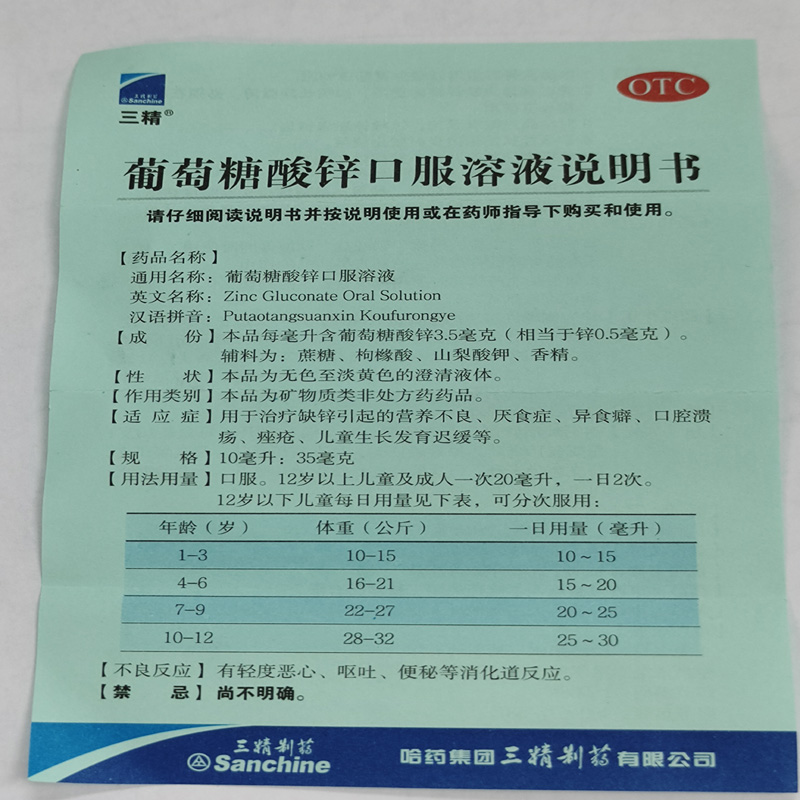 三精制药
Sanchine
三精®
OTC
葡萄糖酸锌口服溶液说明书
请仔细阅读说明书并按说明使用或在药师指导下购买和使用。
【药品名称】
通用名称：葡萄糖酸锌口服溶液
英文名称：Zinc Gluconate Oral Solution
汉语拼音：Putaotangsuanxin Koufurongye
【成 份】本品每毫升含葡萄糖酸锌3.5毫克（相当于锌0.5毫克）。
辅料为：蔗糖、枸橼酸、山梨酸钾、香精。
【性 状】本品为无色至淡黄色的澄清液体。
【作用类别】本品为矿物质类非处方药药品。
【适 应 症】用于治疗缺锌引起的营养不良、厌食症、异食癖、口腔溃
疡、痤疮、儿童生长发育迟缓等。
【规 格】10毫升：35毫克
【用法用量】口服。12岁以上儿童及成人一次20毫升，一日2次。
12岁以下儿童每日用量见下表，可分次服用：
年龄（岁） 体重（公斤） 一日用量（毫升）
1-3 10-15 10~15
4-6 16-21 15~20
7-9 22-27 20~25
10-12 28-32 25~30
【不良反应】有轻度恶心、呕吐、便秘等消化道反应。
【禁 忌】尚不明确。
三精制药
Sanchine
哈药集团三精制药有限公司